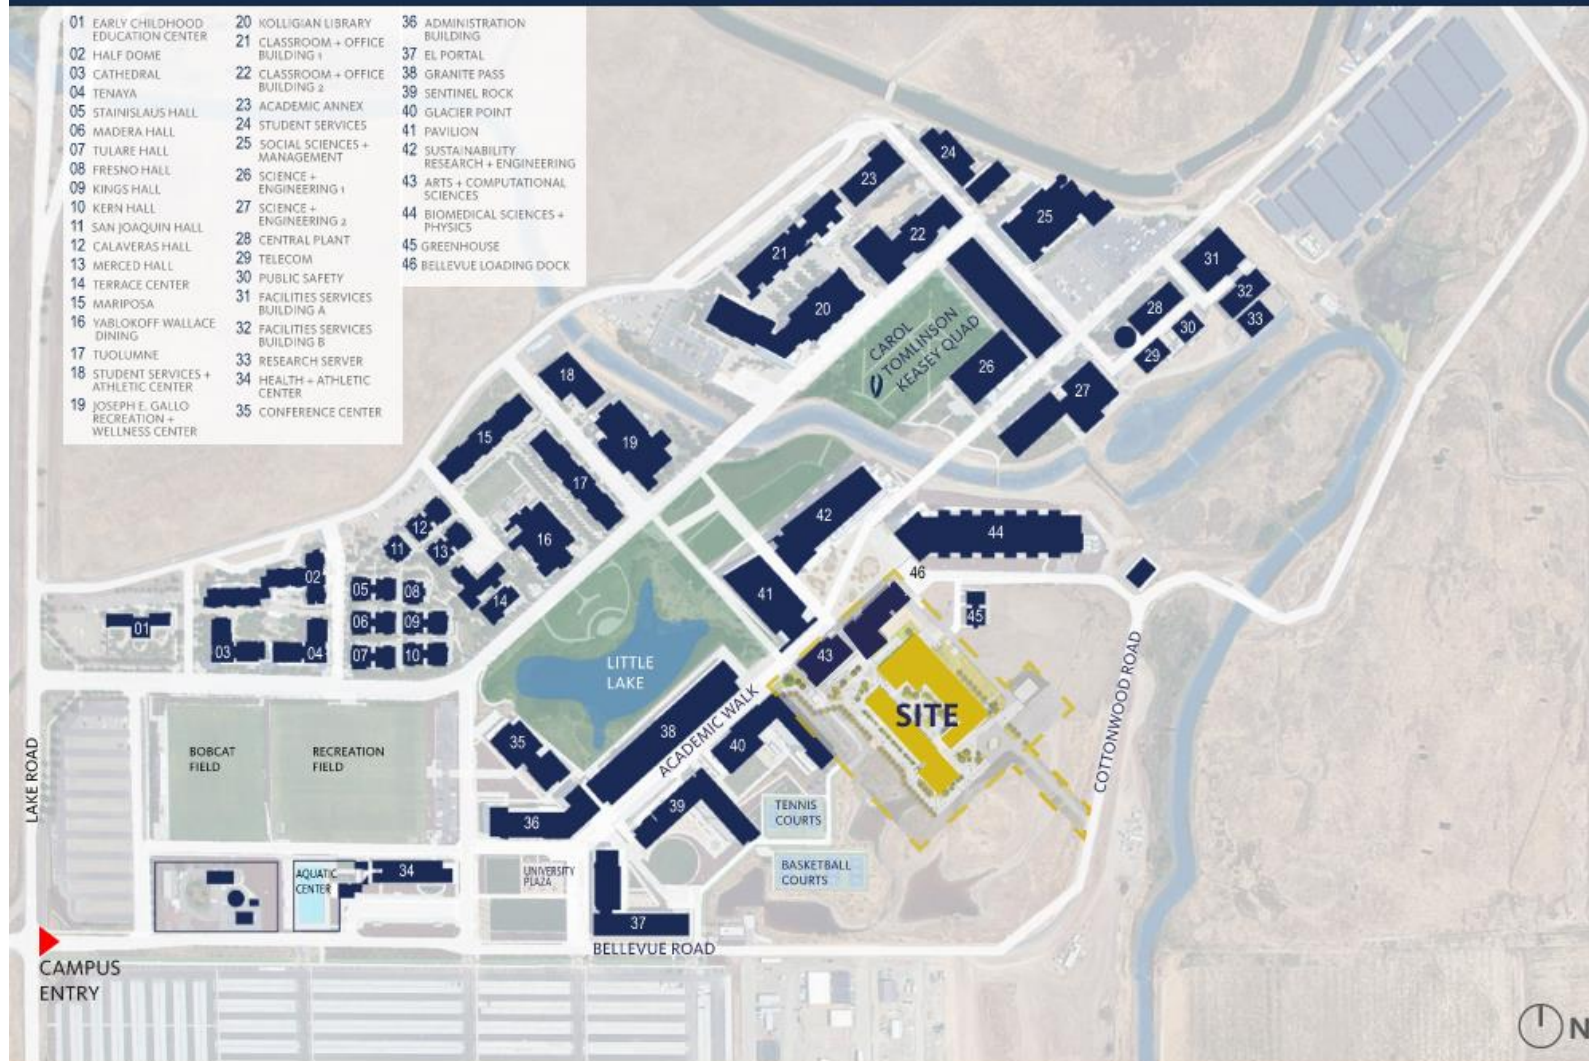 01 EARLY CHILDHOOD
EDUCATION CENTER
02 HALF DOME
03 CATHEDRAL
04 TENAYA
05 STAINISLAUS HALL
06 MADERA HALL
07 TULARE HALL
08 FRESNO HALL
09 KINGS HALL
10 KERN HALL
11 SAN JOAQUIN HALL
12 CALAVERAS HALL
13 MERCED HALL
14 TERRACE CENTER
15 MARIPOSA
16 YABLOKOFF WALLACE
DINING
17 TUOLUMNE
18 STUDENT SERVICES +
ATHLETIC CENTER
19 JOSEPH E. GALLO
RECREATION +
WELLNESS CENTER
20 KOLLIGIAN LIBRARY
21 CLASSROOM + OFFICE
BUILDING 1
22 CLASSROOM + OFFICE
BUILDING 2
23 ACADEMIC ANNEX
24 STUDENT SERVICES
25 SOCIAL SCIENCES +
MANAGEMENT
26 SCIENCE +
ENGINEERING 1
27 SCIENCE +
ENGINEERING 2
28 CENTRAL PLANT
29 TELECOM
30 PUBLIC SAFETY
31 FACILITIES SERVICES
BUILDING A
32 FACILITIES SERVICES
BUILDING B
33 RESEARCH SERVER
34 HEALTH + ATHLETIC
CENTER
35 CONFERENCE CENTER
36 ADMINISTRATION
BUILDING
37 EL PORTAL
38 GRANITE PASS
39 SENTINEL ROCK
40 GLACIER POINT
41 PAVILION
42 SUSTAINABILITY
RESEARCH + ENGINEERING
43 ARTS + COMPUTATIONAL
SCIENCES
44 BIOMEDICAL SCIENCES +
PHYSICS
45 GREENHOUSE
46 BELLEVUE LOADING DOCK
24
23
25
22
21
31
32
33
28
30
29
20
CAROL
TOMLINSON
KEASEY QUAD
26
27
18
19
15
17
16
12
11
13
14
42
44
46
41
45
43
02
01
03
04
05
08
06
09
07
10
LITTLE
LAKE
SITE
38
ACADEMIC WALK
40
35
39
36
COTTONWOOD ROAD
LAKE ROAD
BOBCAT
FIELD
RECREATION
FIELD
TENNIS
COURTS
BASKETBALL
COURTS
AQUATIC
CENTER
34
UNIVERSITY
PLAZA
37
BELLEVUE ROAD
CAMPUS
ENTRY
N